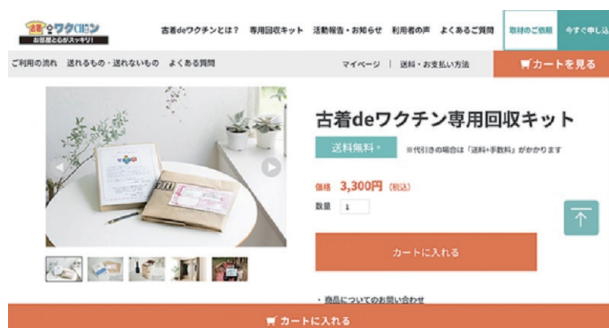 古着deワクチン
お部屋と心がスッキリ!
古着deワクチンとは? 専用回収キット 活動報告・お知らせ 利用者の声 よくあるご質問 取材のご依頼 今すぐ申し込
ご利用の流れ 送れるもの・送れないもの よくある質問 マイページ | 送料・お支払い方法 カートを見る
古着deワクチン専用回収キット
送料無料 ※代引きの場合は「送料+手数料」がかかります
価格 3,300円 (税込)
数量 1
カートに入れる
・ 商品についてのお問い合わせ
カートに入れる